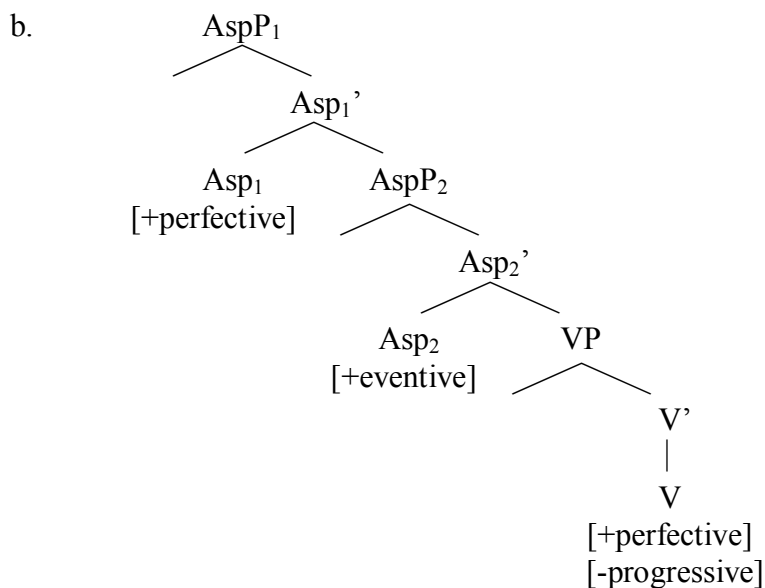 b. AspP₁
Asp₁’
Asp₁ AspP₂
[+perfective]
Asp₂’
Asp₂ VP
[+eventive]
V’
V
[+perfective]
[-progressive]